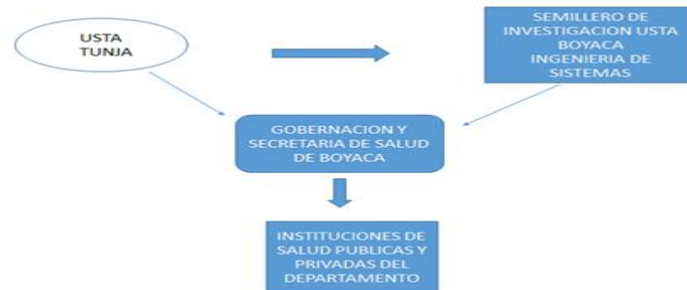 USTA
TUNJA
SEMILLERO DE
INVESTIGACION USTA
BOYACA
INGENIERIA DE
SISTEMAS
GOBERNACION Y
SECRETARIA DE SALUD
DE BOYACA
INSTITUCIONES DE
SALUD PUBLICAS Y
PRIVADAS DEL
DEPARTAMENTO